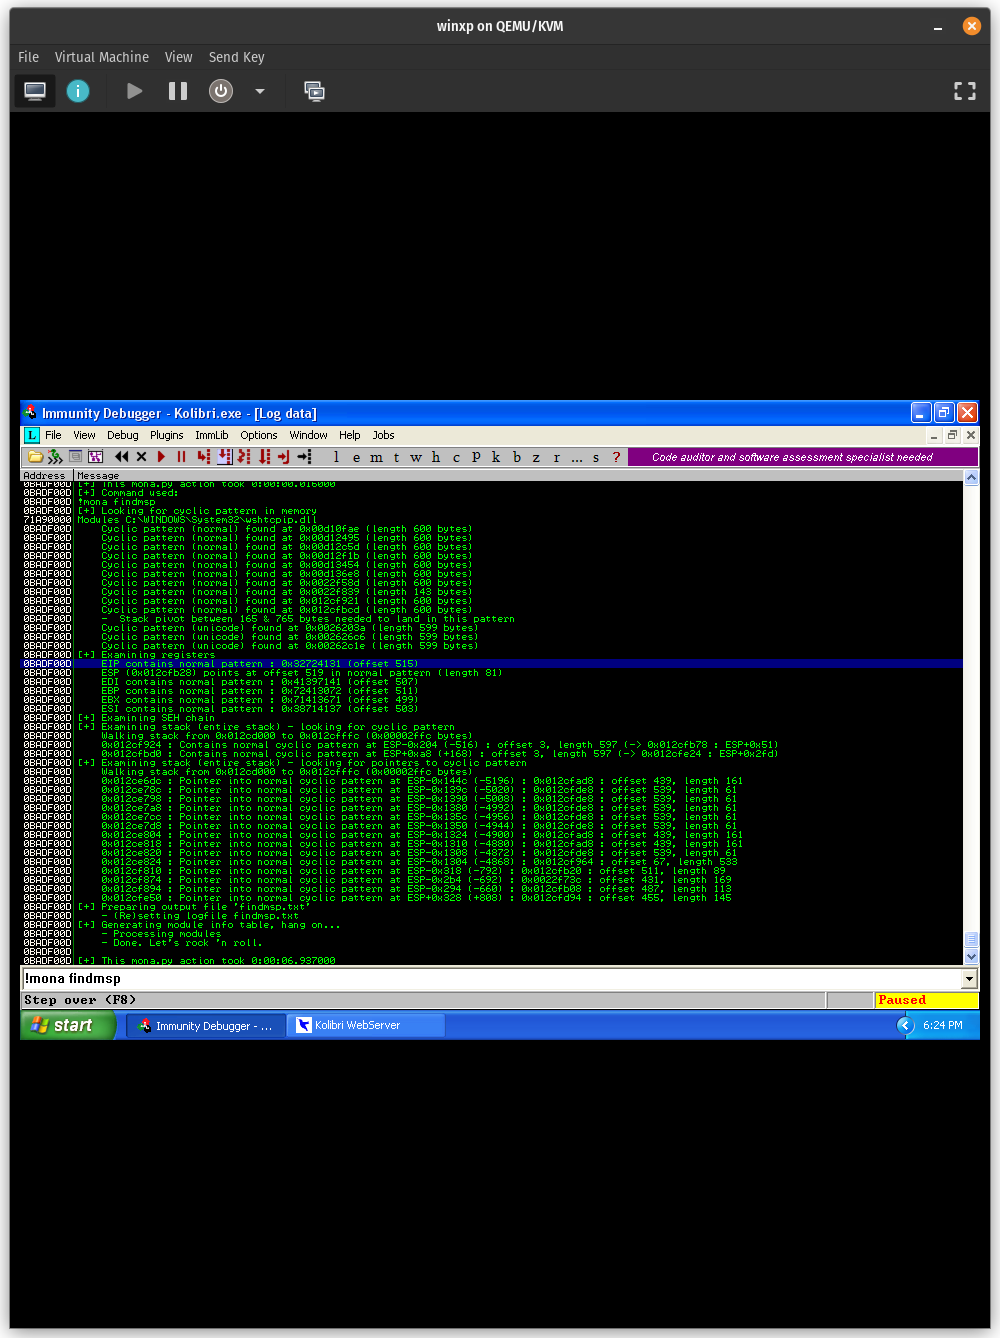 winxp on QEMU/KVM
File Virtual Machine View Send Key
Immunity Debugger - Kolibri.exe - [Log data]
L File View Debug Plugins ImmLib Options Window Help Jobs
l e m t w h c P k b z r ... s ? Code auditor and software assessment specialist needed
Address Message
0BADF00D [+] This mona.py action took 0:00:00.016000
0BADF00D [+] Command used:
0BADF00D !mona findmsp
0BADF00D [+] Looking for cyclic pattern in memory
71A90000 Modules C:\WINDOWS\System32\wshtcpip.dll
0BADF00D Cyclic pattern (normal) found at 0x00d10fae (length 600 bytes)
0BADF00D Cyclic pattern (normal) found at 0x00d12495 (length 600 bytes)
0BADF00D Cyclic pattern (normal) found at 0x00d12c5d (length 600 bytes)
0BADF00D Cyclic pattern (normal) found at 0x00d12f1b (length 600 bytes)
0BADF00D Cyclic pattern (normal) found at 0x00d13454 (length 600 bytes)
0BADF00D Cyclic pattern (normal) found at 0x00d136e8 (length 600 bytes)
0BADF00D Cyclic pattern (normal) found at 0x0022f58d (length 600 bytes)
0BADF00D Cyclic pattern (normal) found at 0x0022f839 (length 143 bytes)
0BADF00D Cyclic pattern (normal) found at 0x012cf921 (length 600 bytes)
0BADF00D Cyclic pattern (normal) found at 0x012cfbcd (length 600 bytes)
0BADF00D - Stack pivot between 165 & 765 bytes needed to land in this pattern
0BADF00D Cyclic pattern (unicode) found at 0x0026203a (length 599 bytes)
0BADF00D Cyclic pattern (unicode) found at 0x002626c6 (length 599 bytes)
0BADF00D Cyclic pattern (unicode) found at 0x00262c1e (length 599 bytes)
0BADF00D [+] Examining registers
0BADF00D EIP contains normal pattern : 0x32724131 (offset 515)
0BADF00D ESP (0x012cfb28) points at offset 519 in normal pattern (length 81)
0BADF00D EDI contains normal pattern : 0x41397141 (offset 507)
0BADF00D EBP contains normal pattern : 0x72413072 (offset 511)
0BADF00D EBX contains normal pattern : 0x71413671 (offset 499)
0BADF00D ESI contains normal pattern : 0x38714137 (offset 503)
0BADF00D [+] Examining SEH chain
0BADF00D [+] Examining stack (entire stack) - looking for cyclic pattern
0BADF00D Walking stack from 0x012cd000 to 0x012cfffc (0x00002ffc bytes)
0BADF00D 0x012cf924 : Contains normal cyclic pattern at ESP-0x204 (-516) : offset 3, length 597 (-> 0x012cfb78 : ESP+0x51)
0BADF00D 0x012cfbd0 : Contains normal cyclic pattern at ESP+0xa8 (+168) : offset 3, length 597 (-> 0x012cfe24 : ESP+0x2fd)
0BADF00D [+] Examining stack (entire stack) - looking for pointers to cyclic pattern
0BADF00D Walking stack from 0x012cd000 to 0x012cfffc (0x00002ffc bytes)
0BADF00D 0x012ce6dc : Pointer into normal cyclic pattern at ESP-0x144c (-5196) : 0x012cfad8 : offset 439, length 161
0BADF00D 0x012ce78c : Pointer into normal cyclic pattern at ESP-0x139c (-5020) : 0x012cfde8 : offset 539, length 61
0BADF00D 0x012ce798 : Pointer into normal cyclic pattern at ESP-0x1390 (-5008) : 0x012cfde8 : offset 539, length 61
0BADF00D 0x012ce7a8 : Pointer into normal cyclic pattern at ESP-0x1380 (-4992) : 0x012cfde8 : offset 539, length 61
0BADF00D 0x012ce7cc : Pointer into normal cyclic pattern at ESP-0x135c (-4956) : 0x012cfde8 : offset 539, length 61
0BADF00D 0x012ce7d8 : Pointer into normal cyclic pattern at ESP-0x1350 (-4944) : 0x012cfde8 : offset 539, length 61
0BADF00D 0x012ce804 : Pointer into normal cyclic pattern at ESP-0x1324 (-4900) : 0x012cfad8 : offset 439, length 161
0BADF00D 0x012ce818 : Pointer into normal cyclic pattern at ESP-0x1310 (-4880) : 0x012cfad8 : offset 439, length 161
0BADF00D 0x012ce820 : Pointer into normal cyclic pattern at ESP-0x1308 (-4872) : 0x012cfde8 : offset 539, length 61
0BADF00D 0x012ce824 : Pointer into normal cyclic pattern at ESP-0x1304 (-4868) : 0x012cf964 : offset 67, length 533
0BADF00D 0x012cf810 : Pointer into normal cyclic pattern at ESP-0x318 (-792) : 0x012cfb20 : offset 511, length 89
0BADF00D 0x012cf874 : Pointer into normal cyclic pattern at ESP-0x2b4 (-692) : 0x0022f73c : offset 431, length 169
0BADF00D 0x012cf894 : Pointer into normal cyclic pattern at ESP-0x294 (-660) : 0x012cfb08 : offset 487, length 113
0BADF00D 0x012cfe50 : Pointer into normal cyclic pattern at ESP+0x328 (+808) : 0x012cfd94 : offset 455, length 145
0BADF00D [+] Preparing output file 'findmsp.txt'
0BADF00D - (Re)setting logfile findmsp.txt
0BADF00D [+] Generating module info table, hang on...
0BADF00D - Processing modules
0BADF00D - Done. Let's rock 'n roll.
0BADF00D
0BADF00D [+] This mona.py action took 0:00:06.987000
!mona findmsp
Step over (F8) Paused
start Immunity Debugger - ... Kolibri WebServer 6:24 PM